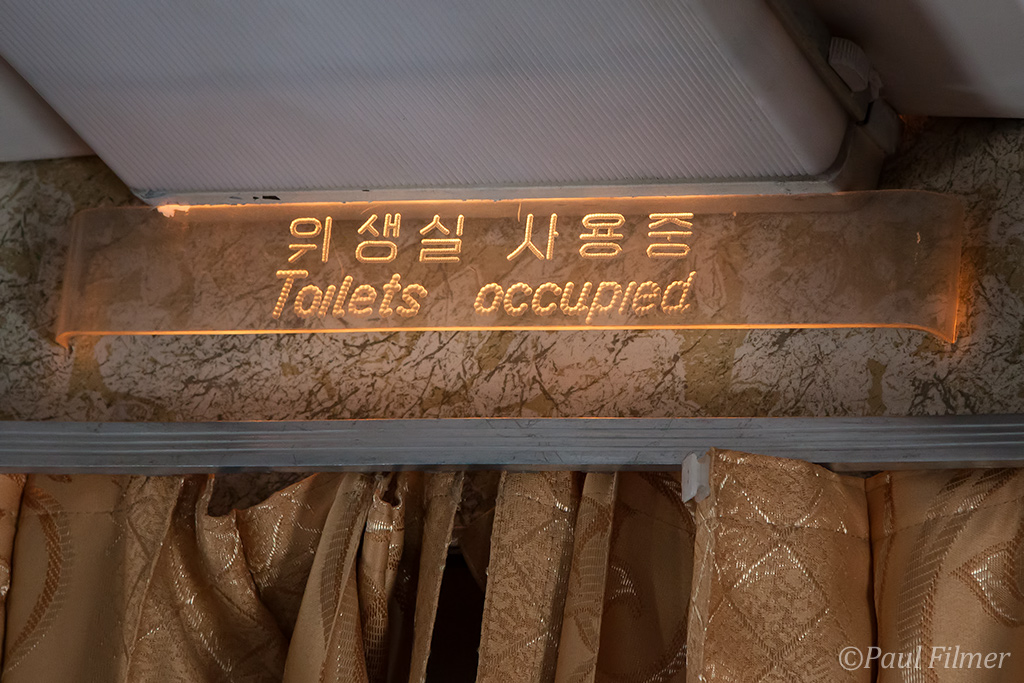 위생실 사용중
Toilets occupied
©Paul Filmer